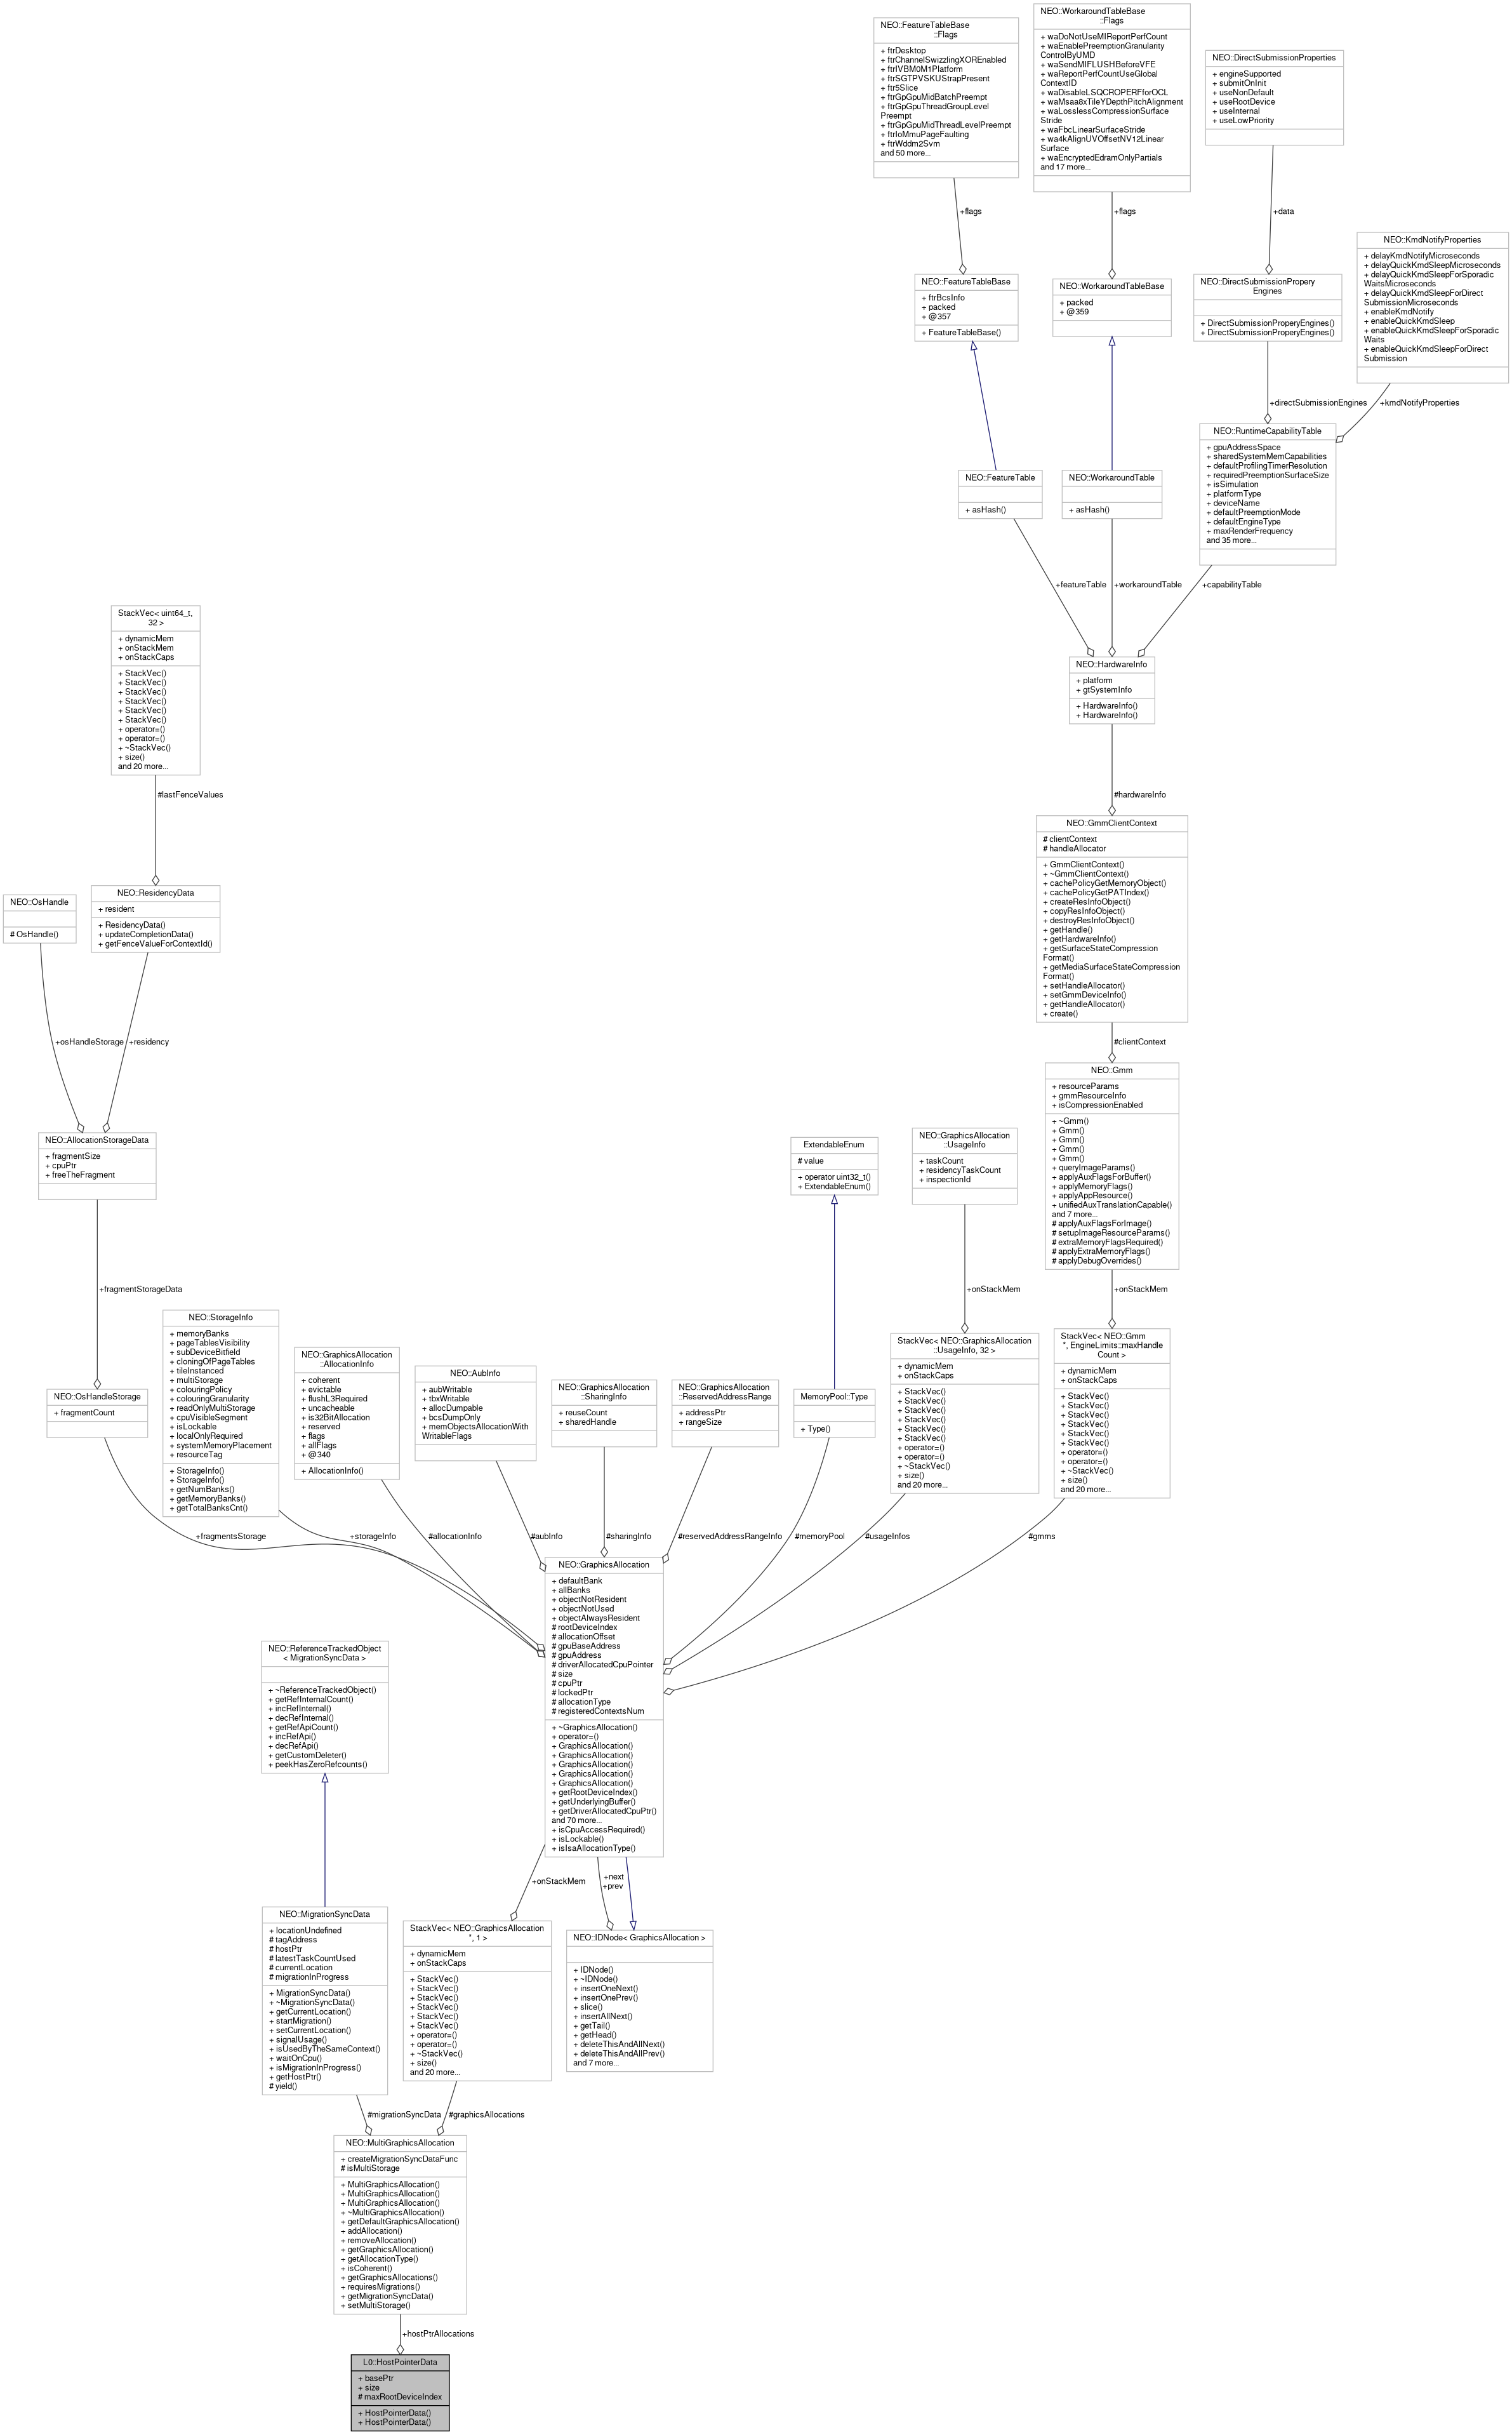 NEO::FeatureTableBase
::Flags
+ ftrDesktop
+ ftrChannelSwizzlingXOREnabled
+ ftrIVBM0M1Platform
+ ftrSGTPVSKUStrapPresent
+ ftr5Slice
+ ftrGpGpuMidBatchPreempt
+ ftrGpGpuThreadGroupLevel
Preempt
+ ftrGpGpuMidThreadLevelPreempt
+ ftrIoMmuPageFaulting
+ ftrWddm2Svm
and 50 more...
NEO::WorkaroundTableBase
::Flags
+ waDoNotUseMIReportPerfCount
+ waEnablePreemptionGranularity
ControlByUMD
+ waSendMIFLUSHBeforeVFE
+ waReportPerfCountUseGlobal
ContextID
+ waDisableLSQCROPERFforOCL
+ waMsaa8xTileYDepthPitchAlignment
+ waLosslessCompressionSurface
Stride
+ waFbcLinearSurfaceStride
+ wa4kAlignUVOffsetNV12Linear
Surface
+ waEncryptedEdramOnlyPartials
and 17 more...
NEO::DirectSubmissionProperties
+ engineSupported
+ submitOnInit
+ useNonDefault
+ useRootDevice
+ useInternal
+ useLowPriority
+flags
+flags
+data
NEO::KmdNotifyProperties
+ delayKmdNotifyMicroseconds
+ delayQuickKmdSleepMicroseconds
+ delayQuickKmdSleepForSporadic
WaitsMicroseconds
+ delayQuickKmdSleepForDirect
SubmissionMicroseconds
+ enableKmdNotify
+ enableQuickKmdSleep
+ enableQuickKmdSleepForSporadic
Waits
+ enableQuickKmdSleepForDirect
Submission
NEO::FeatureTableBase
+ ftrBcsInfo
+ packed
+ @357
+ FeatureTableBase()
NEO::WorkaroundTableBase
+ packed
+ @359
NEO::DirectSubmissionPropery
Engines
+ DirectSubmissionProperyEngines()
+ DirectSubmissionProperyEngines()
+directSubmissionEngines
+kmdNotifyProperties
NEO::FeatureTable
+ asHash()
NEO::WorkaroundTable
+ asHash()
NEO::RuntimeCapabilityTable
+ gpuAddressSpace
+ sharedSystemMemCapabilities
+ defaultProfilingTimerResolution
+ requiredPreemptionSurfaceSize
+ isSimulation
+ platformType
+ deviceName
+ defaultPreemptionMode
+ defaultEngineType
+ maxRenderFrequency
and 35 more...
+featureTable
+workaroundTable
+capabilityTable
StackVec< uint64_t,
32 >
+ dynamicMem
+ onStackMem
+ onStackCaps
+ StackVec()
+ StackVec()
+ StackVec()
+ StackVec()
+ StackVec()
+ StackVec()
+ operator=()
+ operator=()
+ ~StackVec()
+ size()
and 20 more...
NEO::HardwareInfo
+ platform
+ gtSystemInfo
+ HardwareInfo()
+ HardwareInfo()
#lastFenceValues
#hardwareInfo
NEO::OsHandle
# OsHandle()
NEO::ResidencyData
+ resident
+ ResidencyData()
+ updateCompletionData()
+ getFenceValueForContextId()
NEO::GmmClientContext
# clientContext
# handleAllocator
+ GmmClientContext()
+ ~GmmClientContext()
+ cachePolicyGetMemoryObject()
+ cachePolicyGetPATIndex()
+ createResInfoObject()
+ copyResInfoObject()
+ destroyResInfoObject()
+ getHandle()
+ getHardwareInfo()
+ getSurfaceStateCompression
Format()
+ getMediaSurfaceStateCompression
Format()
+ setHandleAllocator()
+ setGmmDeviceInfo()
+ getHandleAllocator()
+ create()
+osHandleStorage
+residency
#clientContext
NEO::AllocationStorageData
+ fragmentSize
+ cpuPtr
+ freeTheFragment
ExtendableEnum
# value
+ operator uint32_t()
+ ExtendableEnum()
NEO::GraphicsAllocation
::UsageInfo
+ taskCount
+ residencyTaskCount
+ inspectionId
NEO::Gmm
+ resourceParams
+ gmmResourceInfo
+ isCompressionEnabled
+ ~Gmm()
+ Gmm()
+ Gmm()
+ Gmm()
+ Gmm()
+ queryImageParams()
+ applyAuxFlagsForBuffer()
+ applyMemoryFlags()
+ applyAppResource()
+ unifiedAuxTranslationCapable()
and 7 more...
# applyAuxFlagsForImage()
# setupImageResourceParams()
# extraMemoryFlagsRequired()
# applyExtraMemoryFlags()
# applyDebugOverrides()
+fragmentStorageData
+onStackMem
+onStackMem
NEO::OsHandleStorage
+ fragmentCount
NEO::StorageInfo
+ memoryBanks
+ pageTablesVisibility
+ subDeviceBitfield
+ cloningOfPageTables
+ tileInstanced
+ multiStorage
+ colouringPolicy
+ colouringGranularity
+ readOnlyMultiStorage
+ cpuVisibleSegment
+ isLockable
+ localOnlyRequired
+ systemMemoryPlacement
+ resourceTag
+ StorageInfo()
+ StorageInfo()
+ getNumBanks()
+ getMemoryBanks()
+ getTotalBanksCnt()
NEO::GraphicsAllocation
::AllocationInfo
+ coherent
+ evictable
+ flushL3Required
+ uncacheable
+ is32BitAllocation
+ reserved
+ flags
+ allFlags
+ @340
+ AllocationInfo()
NEO::AubInfo
+ aubWritable
+ tbxWritable
+ allocDumpable
+ bcsDumpOnly
+ memObjectsAllocationWith
WritableFlags
NEO::GraphicsAllocation
::SharingInfo
+ reuseCount
+ sharedHandle
NEO::GraphicsAllocation
::ReservedAddressRange
+ addressPtr
+ rangeSize
MemoryPool::Type
+ Type()
StackVec< NEO::GraphicsAllocation
::UsageInfo, 32 >
+ dynamicMem
+ onStackCaps
+ StackVec()
+ StackVec()
+ StackVec()
+ StackVec()
+ StackVec()
+ StackVec()
+ operator=()
+ operator=()
+ ~StackVec()
+ size()
and 20 more...
StackVec< NEO::Gmm
*, EngineLimits::maxHandle
Count >
+ dynamicMem
+ onStackCaps
+ StackVec()
+ StackVec()
+ StackVec()
+ StackVec()
+ StackVec()
+ StackVec()
+ operator=()
+ operator=()
+ ~StackVec()
+ size()
and 20 more...
+fragmentsStorage
+storageInfo
#allocationInfo
#aubInfo
#sharingInfo
#reservedAddressRangeInfo
#memoryPool
#usageInfos
#gmms
NEO::GraphicsAllocation
+ defaultBank
+ allBanks
+ objectNotResident
+ objectNotUsed
+ objectAlwaysResident
# rootDeviceIndex
# allocationOffset
# gpuBaseAddress
# gpuAddress
# driverAllocatedCpuPointer
# size
# cpuPtr
# lockedPtr
# allocationType
# registeredContextsNum
+ ~GraphicsAllocation()
+ operator=()
+ GraphicsAllocation()
+ GraphicsAllocation()
+ GraphicsAllocation()
+ GraphicsAllocation()
+ GraphicsAllocation()
+ getRootDeviceIndex()
+ getUnderlyingBuffer()
+ getDriverAllocatedCpuPtr()
and 70 more...
+ isCpuAccessRequired()
+ isLockable()
+ isIsaAllocationType()
NEO::ReferenceTrackedObject
< MigrationSyncData >
+ ~ReferenceTrackedObject()
+ getRefInternalCount()
+ incRefInternal()
+ decRefInternal()
+ getRefApiCount()
+ incRefApi()
+ decRefApi()
+ getCustomDeleter()
+ peekHasZeroRefcounts()
+onStackMem
+next
+prev
NEO::MigrationSyncData
+ locationUndefined
# tagAddress
# hostPtr
# latestTaskCountUsed
# currentLocation
# migrationInProgress
+ MigrationSyncData()
+ ~MigrationSyncData()
+ getCurrentLocation()
+ startMigration()
+ setCurrentLocation()
+ signalUsage()
+ isUsedByTheSameContext()
+ waitOnCpu()
+ isMigrationInProgress()
+ getHostPtr()
# yield()
StackVec< NEO::GraphicsAllocation
*, 1 >
+ dynamicMem
+ onStackCaps
+ StackVec()
+ StackVec()
+ StackVec()
+ StackVec()
+ StackVec()
+ StackVec()
+ operator=()
+ operator=()
+ ~StackVec()
+ size()
and 20 more...
NEO::IDNode< GraphicsAllocation >
+ IDNode()
+ ~IDNode()
+ insertOneNext()
+ insertOnePrev()
+ slice()
+ insertAllNext()
+ getTail()
+ getHead()
+ deleteThisAndAllNext()
+ deleteThisAndAllPrev()
and 7 more...
#migrationSyncData
#graphicsAllocations
NEO::MultiGraphicsAllocation
+ createMigrationSyncDataFunc
# isMultiStorage
+ MultiGraphicsAllocation()
+ MultiGraphicsAllocation()
+ MultiGraphicsAllocation()
+ ~MultiGraphicsAllocation()
+ getDefaultGraphicsAllocation()
+ addAllocation()
+ removeAllocation()
+ getGraphicsAllocation()
+ getAllocationType()
+ isCoherent()
+ getGraphicsAllocations()
+ requiresMigrations()
+ getMigrationSyncData()
+ setMultiStorage()
+hostPtrAllocations
L0::HostPointerData
+ basePtr
+ size
# maxRootDeviceIndex
+ HostPointerData()
+ HostPointerData()